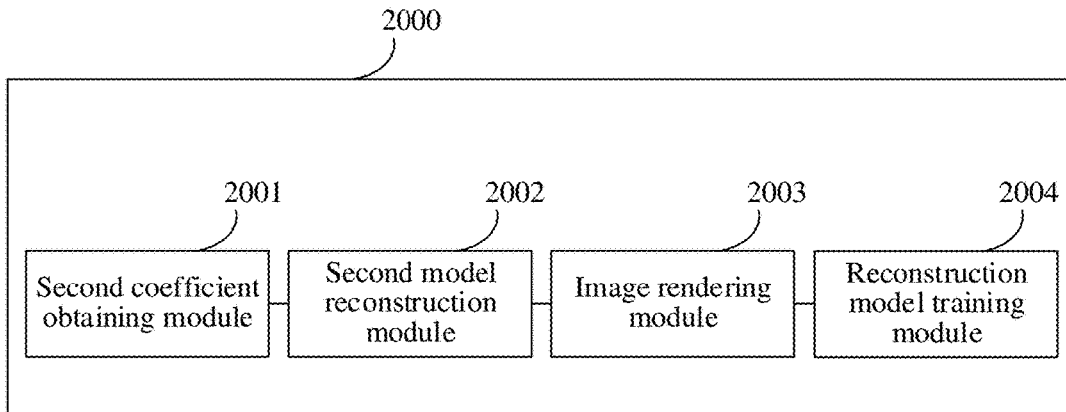 2000
2001
2002
2003
2004
Second coefficient
obtaining module
Second model
reconstruction
module
Image rendering
module
Reconstruction
model training
module